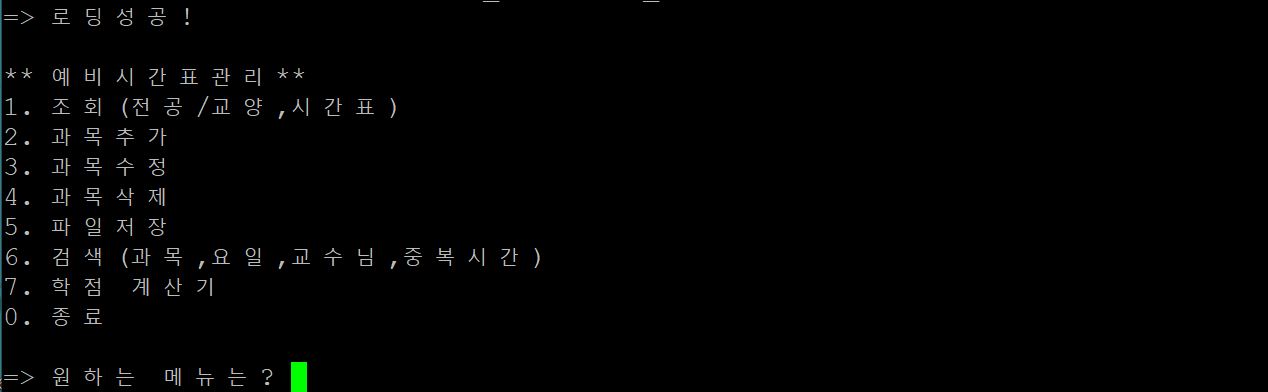 => 로딩성공!
** 예비시간표관리 **
1. 조회(전공/교양,시간표)
2. 과목추가
3. 과목수정
4. 과목삭제
5. 파일저장
6. 검색(과목,요일,교수님,중복시간)
7. 학점 계산기
0. 종료
=> 원하는 메뉴는?